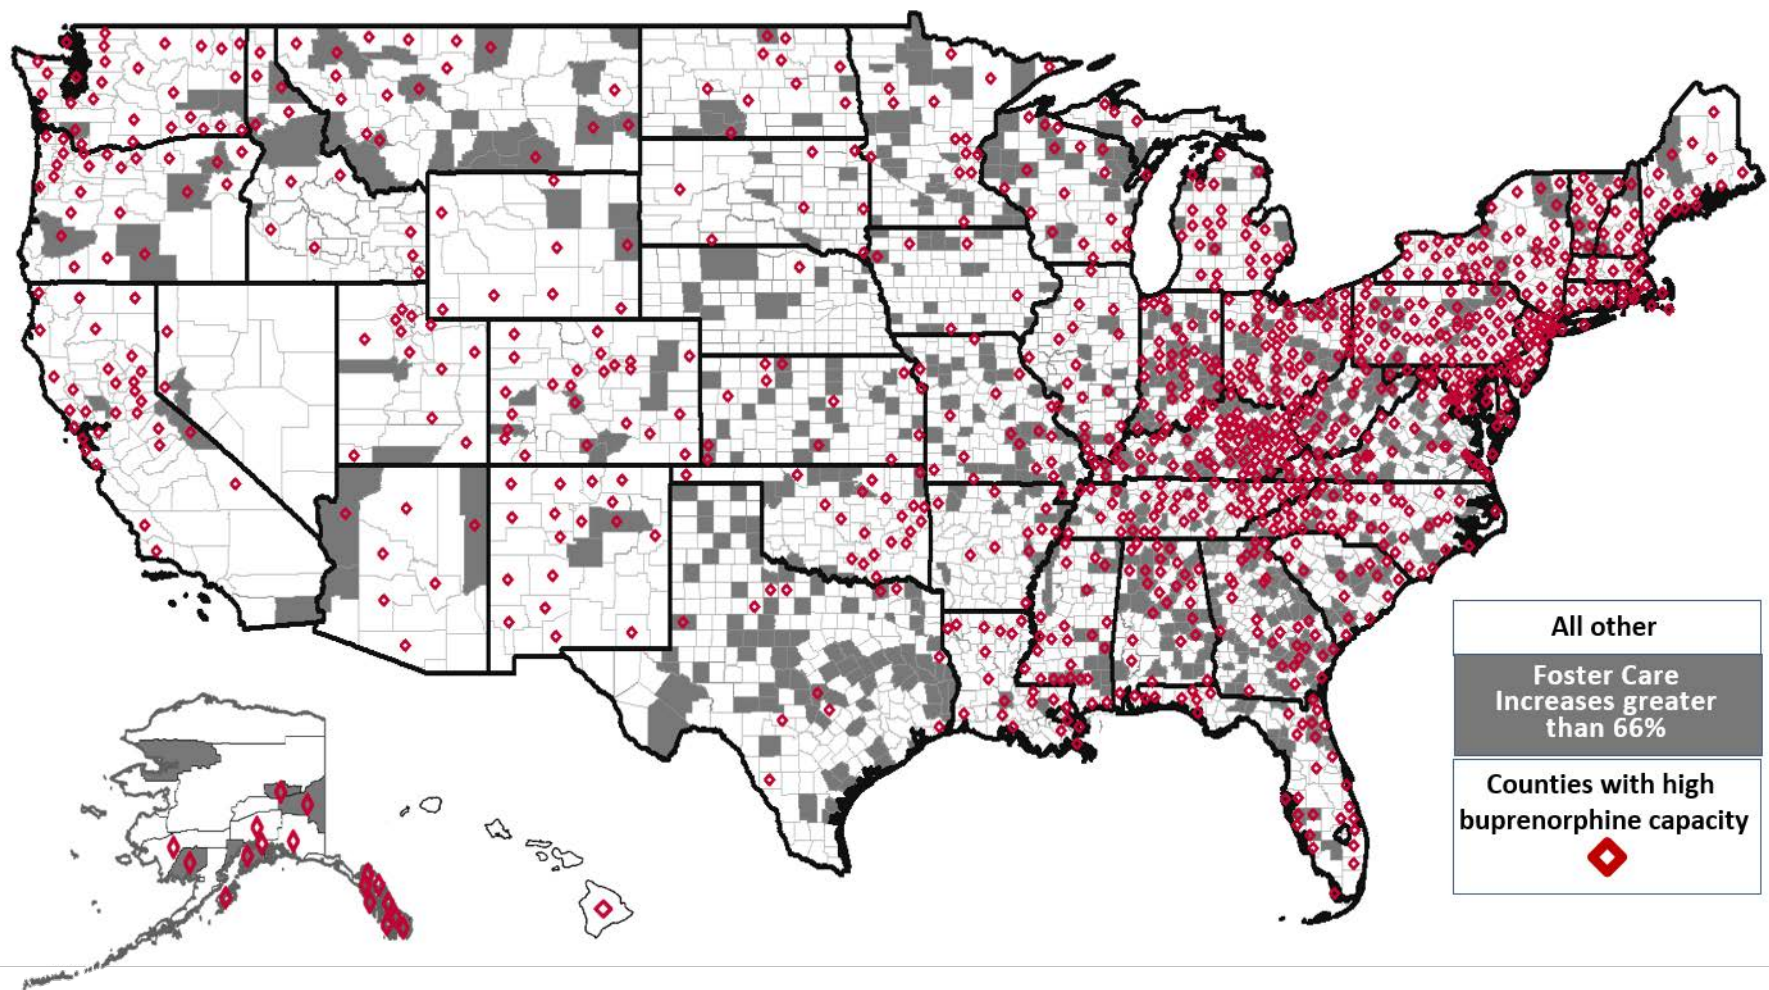 All other
Foster Care
Increases greater
than 66%
Counties with high
buprenorphine capacity